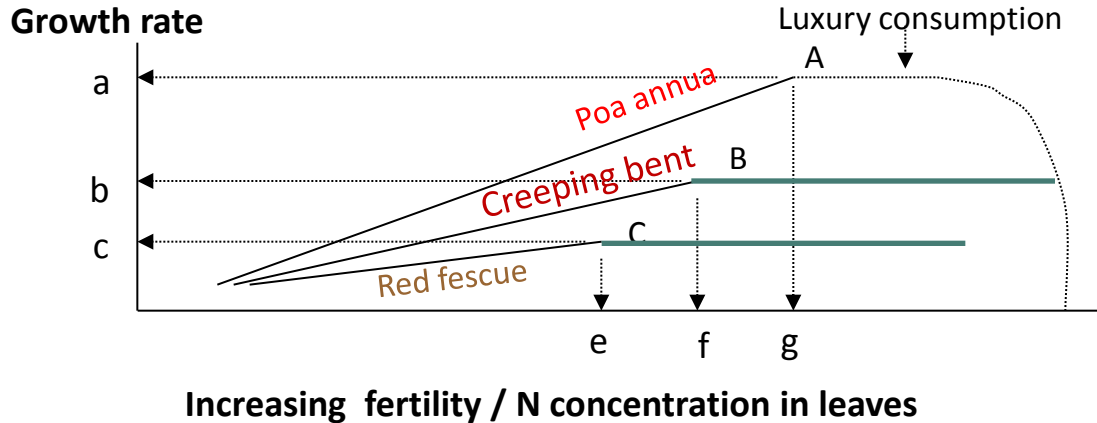 Growth rate
Luxury consumption
A
a
Poa annua
B
Creeping bent
b
C
c
Red fescue
e
f
g
Increasing fertility / N concentration in leaves